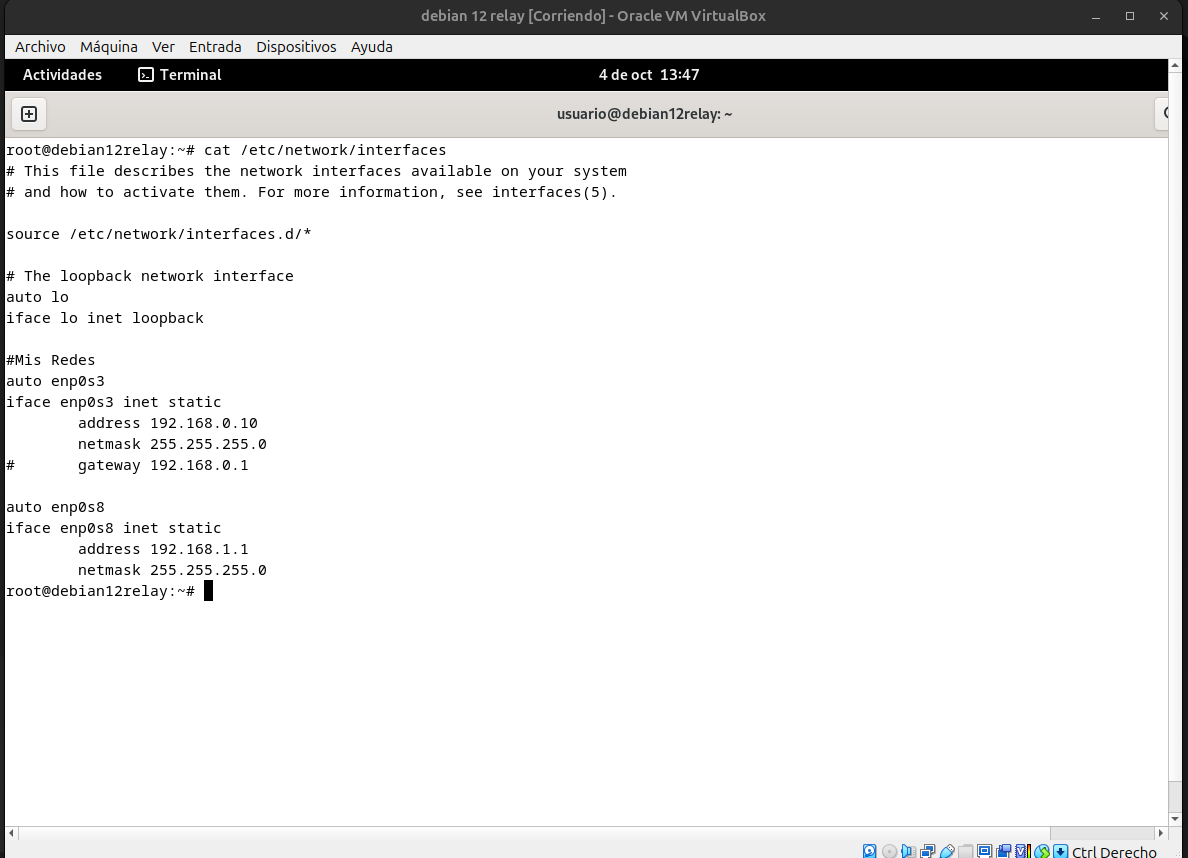 debian 12 relay [Corriendo] - Oracle VM VirtualBox
Archivo Máquina Ver Entrada Dispositivos Ayuda
Actividades Terminal 4 de oct 13:47
usuario@debian12relay: ~
root@debian12relay:~# cat /etc/network/interfaces
# This file describes the network interfaces available on your system
# and how to activate them. For more information, see interfaces(5).

source /etc/network/interfaces.d/*

# The loopback network interface
auto lo
iface lo inet loopback

#Mis Redes
auto enp0s3
iface enp0s3 inet static
        address 192.168.0.10
        netmask 255.255.255.0
#       gateway 192.168.0.1

auto enp0s8
iface enp0s8 inet static
        address 192.168.1.1
        netmask 255.255.255.0
root@debian12relay:~#
Ctrl Derecho